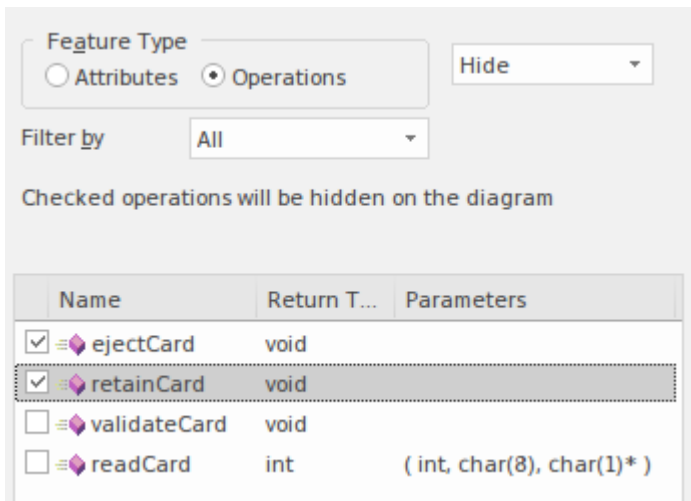 Feature Type
Attributes Operations Hide
Filter by All
Checked operations will be hidden on the diagram
Name Return T... Parameters
ejectCard void
retainCard void
validateCard void
readCard int ( int, char(8), char(1)* )